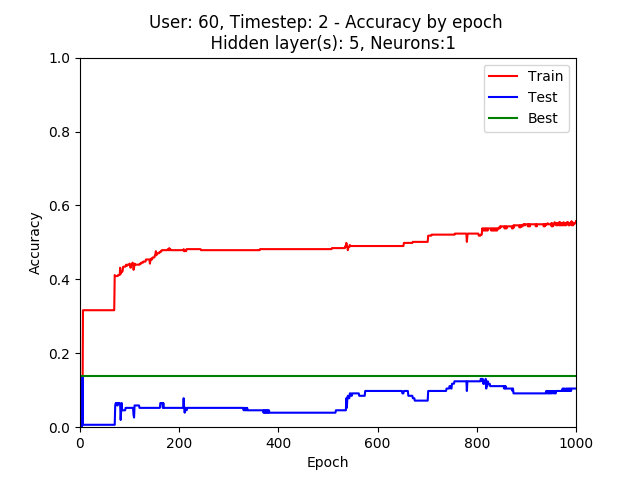 User: 60, Timestep: 2 - Accuracy by epoch
Hidden layer(s): 5, Neurons:1
1.0
0.8
0.6
0.4
0.2
0.0
Accuracy
Train
Test
Best
0 200 400 600 800 1000
Epoch